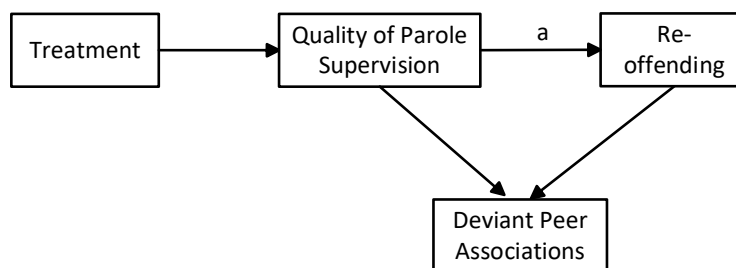 Treatment
Quality of Parole
Supervision
a
Re-
offending
Deviant Peer
Associations